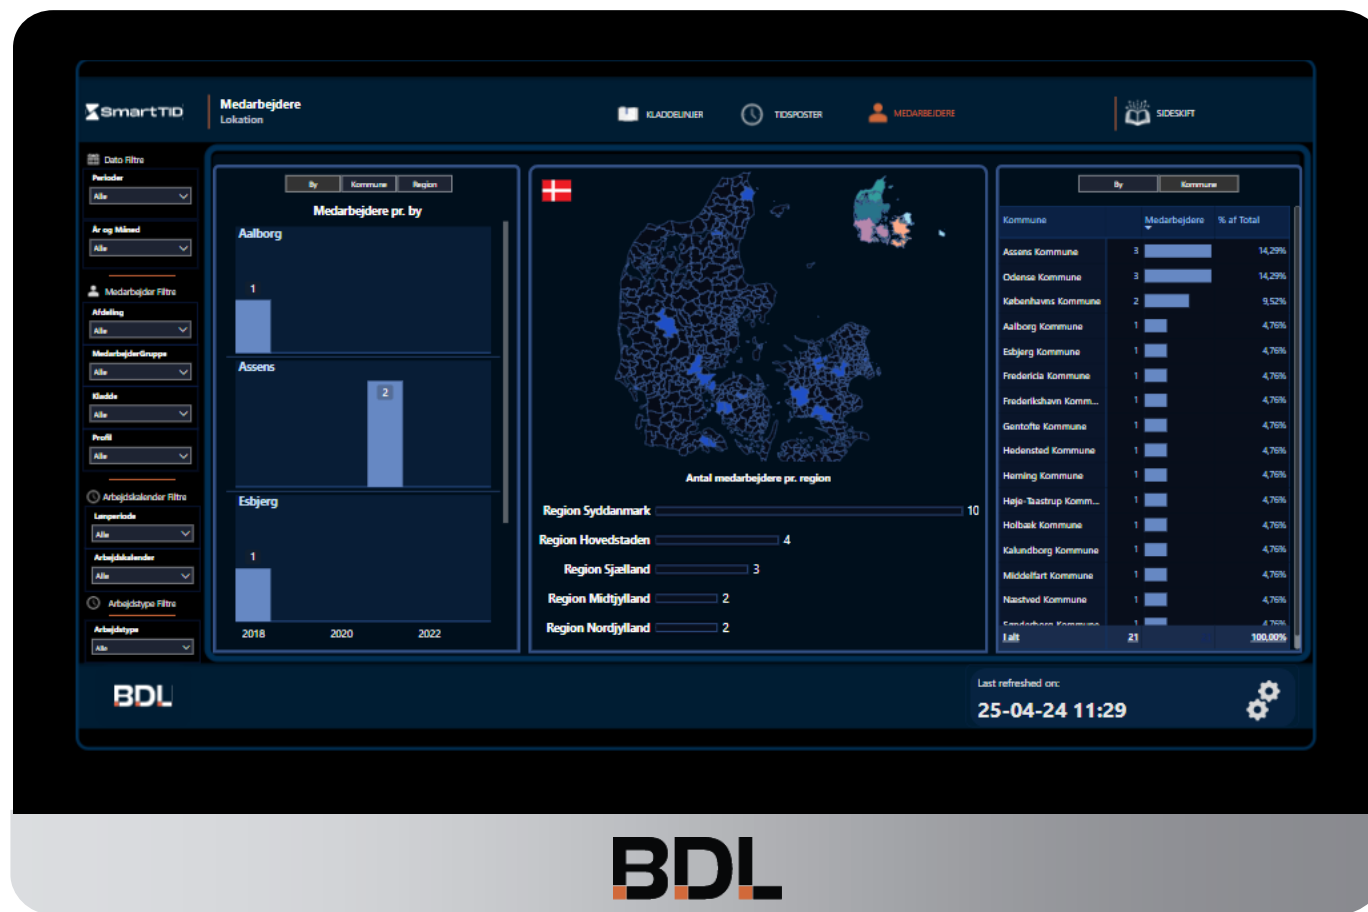 SmartTID
Medarbejdere
Lokation
KLADDELINJER
TIDSPOSTER
MEDARBEJDERE
SIDESKIFT
Dato Filtre
Perioder
Alle
År og Måned
Alle
Medarbejder Filtre
Afdeling
Alle
MedarbejderGruppe
Alle
Kladde
Alle
Profil
Alle
Arbejdskalender Filtre
Lønperiode
Alle
Arbejdskalender
Alle
Arbejdstype Filtre
Arbejdstype
Alle
By Kommune Region
Medarbejdere pr. by
Aalborg
1
Assens
2
Esbjerg
1
2018 2020 2022
Antal medarbejdere pr. region
Region Syddanmark 10
Region Hovedstaden 4
Region Sjælland 3
Region Midtjylland 2
Region Nordjylland 2
By Kommune
Kommune Medarbejdere % af Total
Assens Kommune 3 14,29%
Odense Kommune 3 14,29%
Københavns Kommune 2 9,52%
Aalborg Kommune 1 4,76%
Esbjerg Kommune 1 4,76%
Fredericia Kommune 1 4,76%
Frederikshavn Komm... 1 4,76%
Gentofte Kommune 1 4,76%
Hedensted Kommune 1 4,76%
Herning Kommune 1 4,76%
Høje-Taastrup Komm... 1 4,76%
Holbæk Kommune 1 4,76%
Kalundborg Kommune 1 4,76%
Middelfart Kommune 1 4,76%
Næstved Kommune 1 4,76%
Sønderborg Kommune 1 4,76%
I alt 21 100,00%
BDL
Last refreshed on:
25-04-24 11:29
BDL